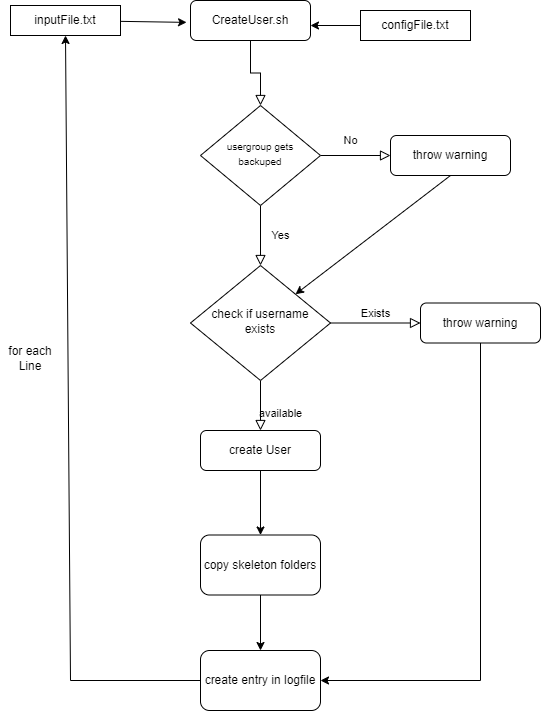 inputFile.txt
CreateUser.sh
configFile.txt
usergroup gets
backuped
No
throw warning
Yes
check if username
exists
Exists
throw warning
for each
Line
available
create User
copy skeleton folders
create entry in logfile